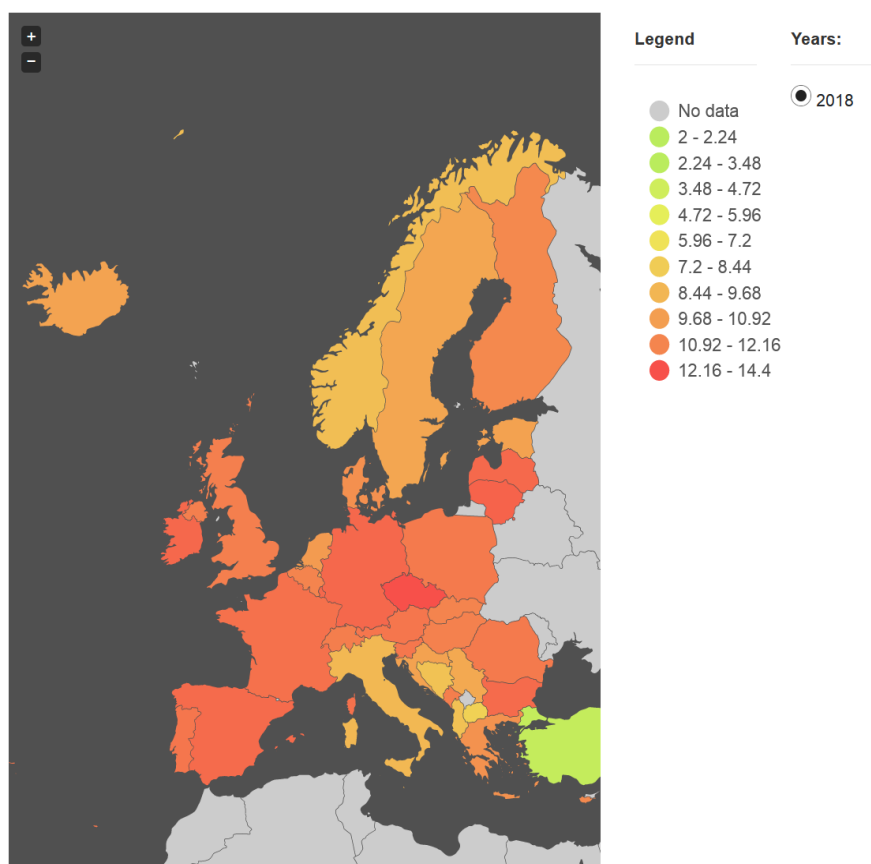 +
−
Legend
Years:
2018
No data
2 - 2.24
2.24 - 3.48
3.48 - 4.72
4.72 - 5.96
5.96 - 7.2
7.2 - 8.44
8.44 - 9.68
9.68 - 10.92
10.92 - 12.16
12.16 - 14.4